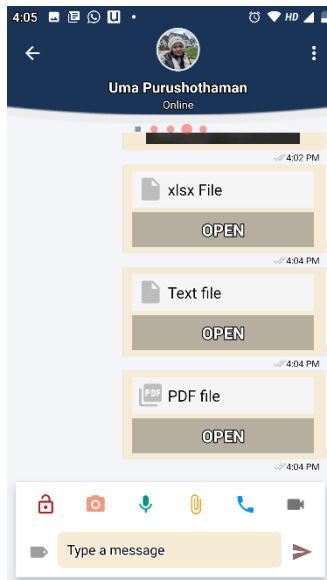 4:05
HD
Uma Purushothaman
Online
4:02 PM
xlsx File
OPEN
4:04 PM
Text file
OPEN
4:04 PM
PDF
PDF file
OPEN
4:04 PM
Type a message